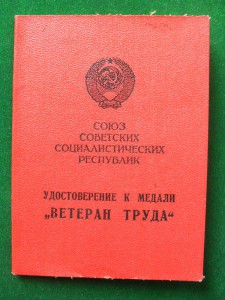 СОЮЗ
СОВЕТСКИХ
СОЦИАЛИСТИЧЕСКИХ
РЕСПУБЛИК
УДОСТОВЕРЕНИЕ К МЕДАЛИ
„ВЕТЕРАН ТРУДА“